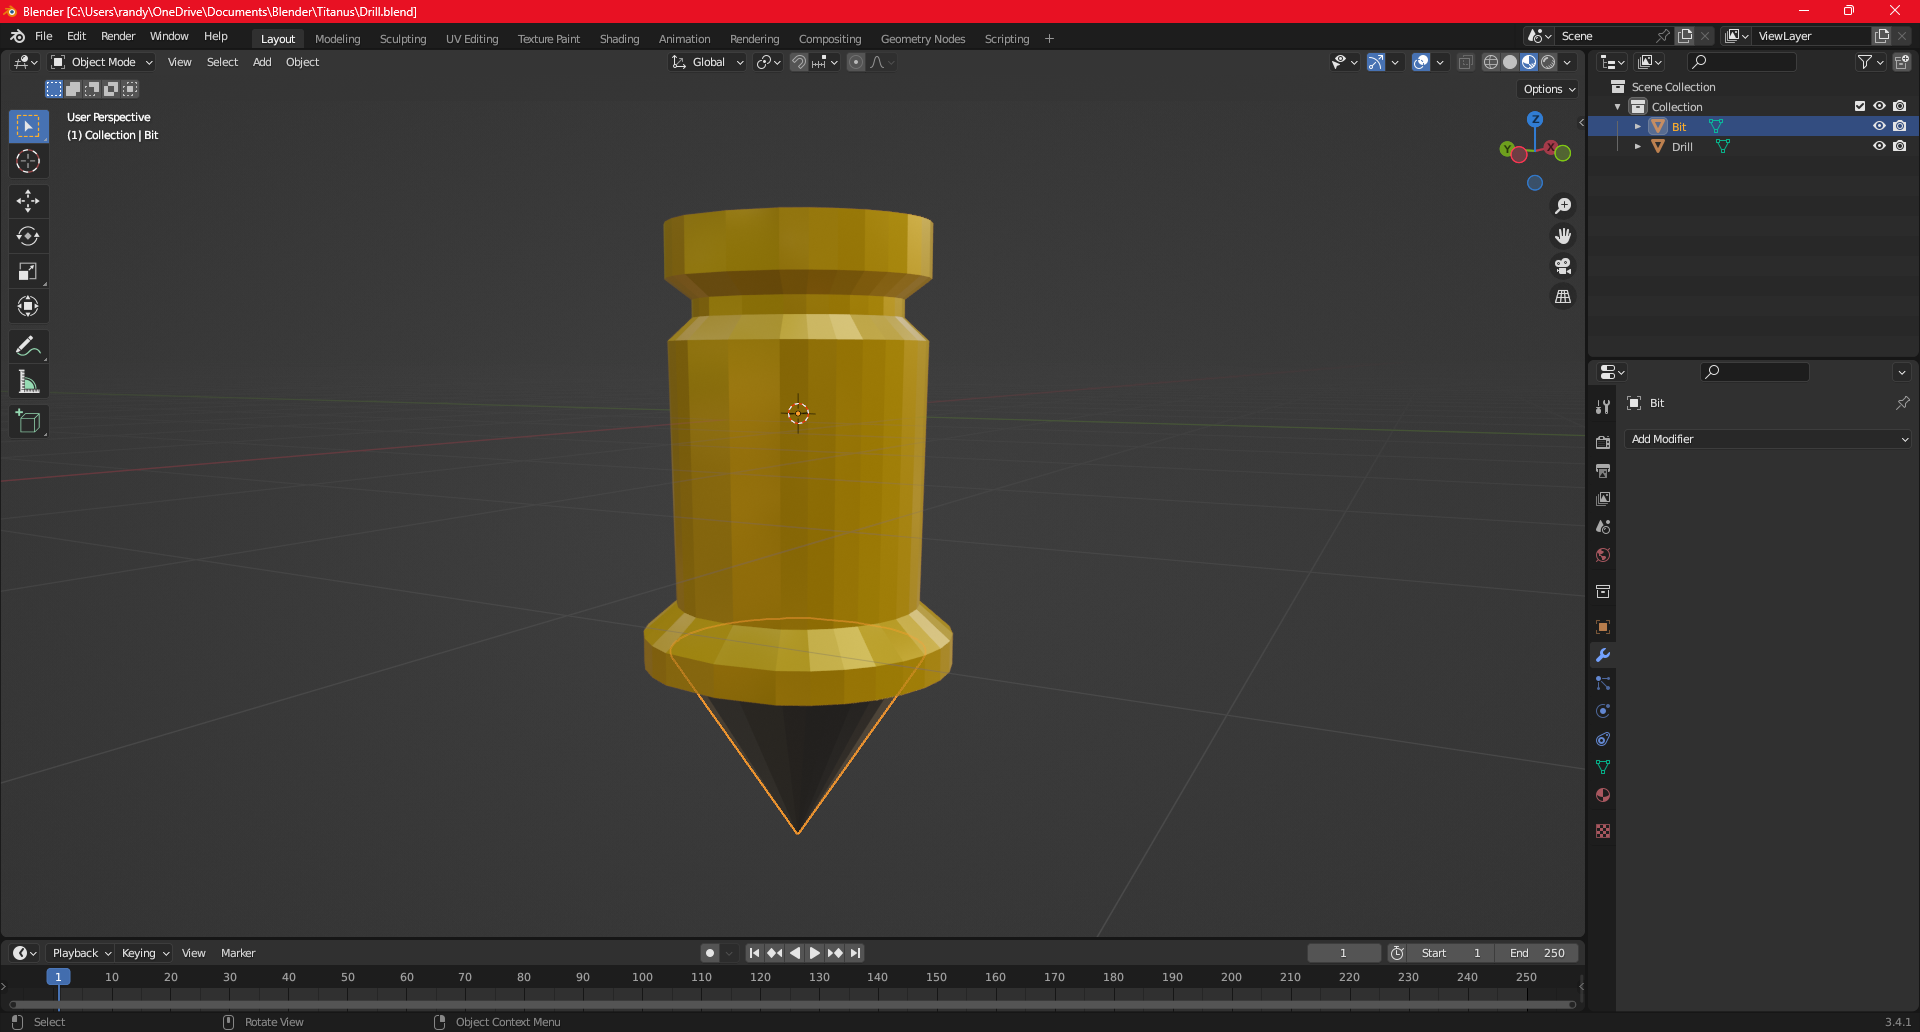 Blender [C:\Users\randy\OneDrive\Documents\Blender\Titanus\Drill.blend]
File Edit Render Window Help Layout Modeling Sculpting UV Editing Texture Paint Shading Animation Rendering Compositing Geometry Nodes Scripting + Scene ViewLayer
Object Mode View Select Add Object Global
Options
User Perspective
(1) Collection | Bit
Z
Y
X
Scene Collection
Collection
Bit
Drill
Bit
Add Modifier
Playback Keying View Marker 1 Start 1 End 250
1 10 20 30 40 50 60 70 80 90 100 110 120 130 140 150 160 170 180 190 200 210 220 230 240 250
Select Rotate View Object Context Menu 3.4.1